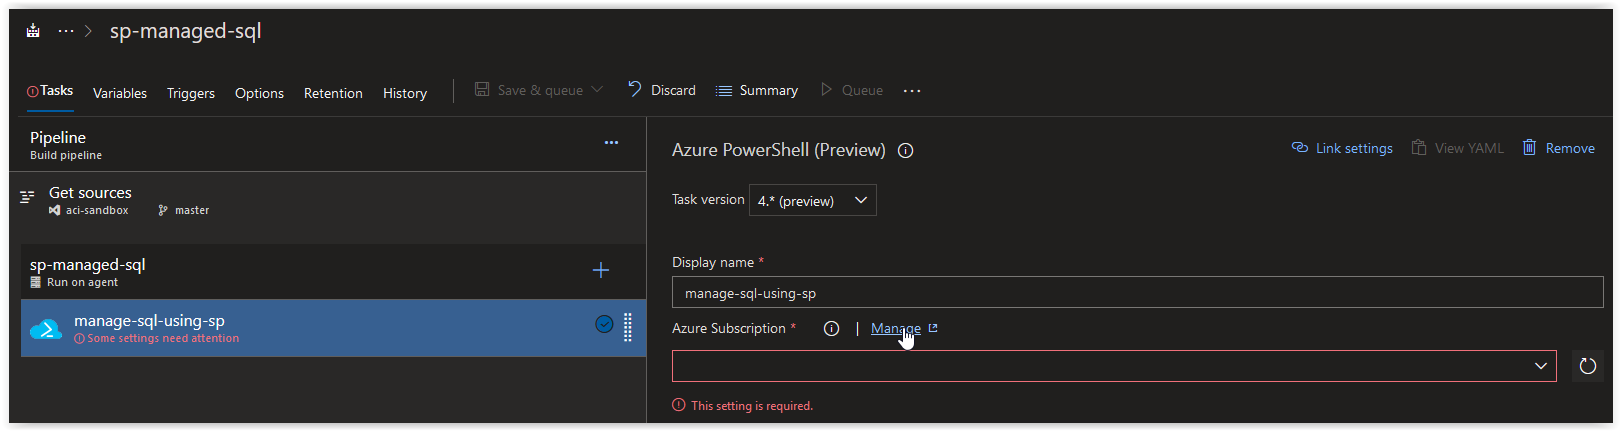 ··· > sp-managed-sql
Tasks Variables Triggers Options Retention History Save & queue Discard Summary Queue ···
Pipeline ···
Build pipeline
Get sources
aci-sandbox master
sp-managed-sql +
Run on agent
manage-sql-using-sp
Some settings need attention
Azure PowerShell (Preview) Link settings View YAML Remove
Task version 4.* (preview)
Display name *
manage-sql-using-sp
Azure Subscription * | Manage
This setting is required.